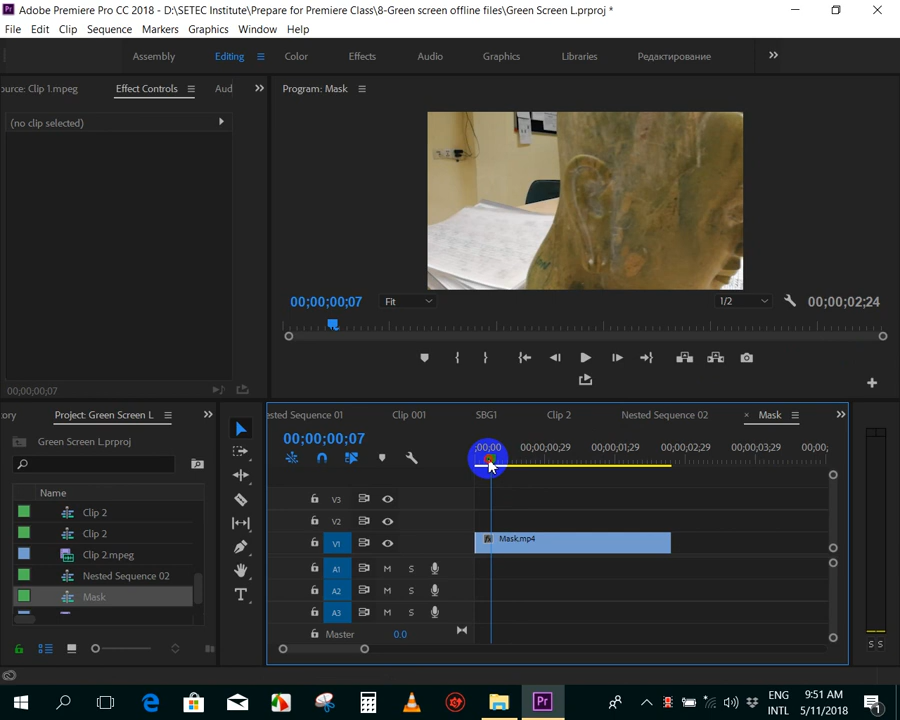 Adobe Premiere Pro CC 2018 - D:\SETEC Institute\Prepare for Premiere Class\8-Green screen offline files\Green Screen L.prproj *
File Edit Clip Sequence Markers Graphics Window Help
Assembly Editing Color Effects Audio Graphics Libraries Редактирование
ource: Clip 1.mpeg Effect Controls Aud Program: Mask
(no clip selected)
00;00;00;07 Fit 1/2 00;00;02;24
00;00;00;07
ory Project: Green Screen L
ested Sequence 01 Clip 001 SBG1 Clip 2 Nested Sequence 02 × Mask
Green Screen L.prproj
00;00;00;07
;00;00 00;00;00;29 00;00;01;29 00;00;02;29 00;00;03;29 00;00;
Name
Clip 2
Clip 2
Clip 2.mpeg
Nested Sequence 02
Mask
V3
V2
V1 Mask.mp4
A1 M S
A2 M S
A3 M S
Master 0.0
S S
ENG
INTL
9:51 AM
5/11/2018
1